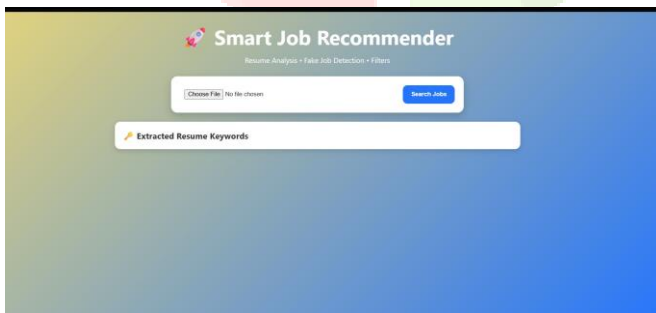 🚀 Smart Job Recommender
Resume Analysis • Fake Job Detection • Filters
Choose File No file chosen Search Jobs
🔑 Extracted Resume Keywords